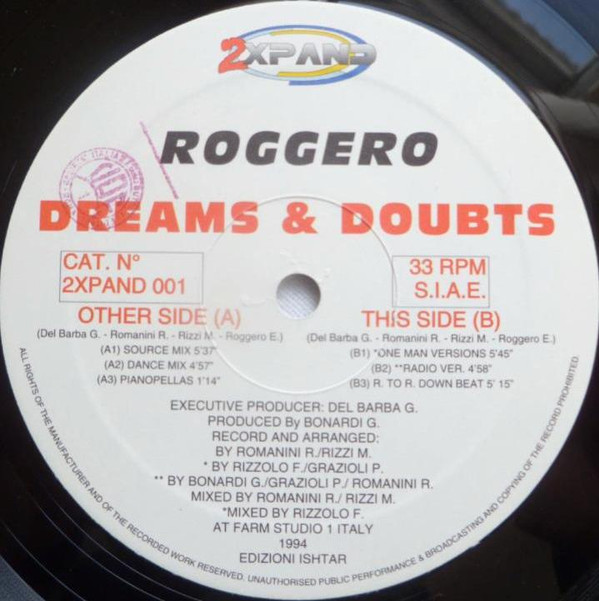 2XPAND
ROGGERO
DREAMS & DOUBTS
CAT. N°
2XPAND 001
33 RPM
S.I.A.E.
OTHER SIDE (A)
(Del Barba G. - Romanini R. - Rizzi M. - Roggero E.)
(A1) SOURCE MIX 5'37"
(A2) DANCE MIX 4'57"
(A3) PIANOPELLAS 1'14"
THIS SIDE (B)
(Del Barba G. - Romanini R. - Rizzi M. - Roggero E.)
(B1) *ONE MAN VERSIONS 5'45"
(B2) **RADIO VER. 4'58"
(B3) R. TO R. DOWN BEAT 5' 15"
EXECUTIVE PRODUCER: DEL BARBA G.
PRODUCED By BONARDI G.
RECORD AND ARRANGED:
BY ROMANINI R./RIZZI M.
* BY RIZZOLO F./GRAZIOLI P.
** BY BONARDI G./GRAZIOLI P./ ROMANINI R.
MIXED BY ROMANINI R./ RIZZI M.
*MIXED BY RIZZOLO F.
AT FARM STUDIO 1 ITALY
1994
EDIZIONI ISHTAR
ALL RIGHTS OF THE MANUFACTURER AND OF THE RECORDED WORK RESERVED. UNAUTHORISED PUBLIC PERFORMANCE & BROADCASTING AND COPYING OF THE RECORD PROHIBITED